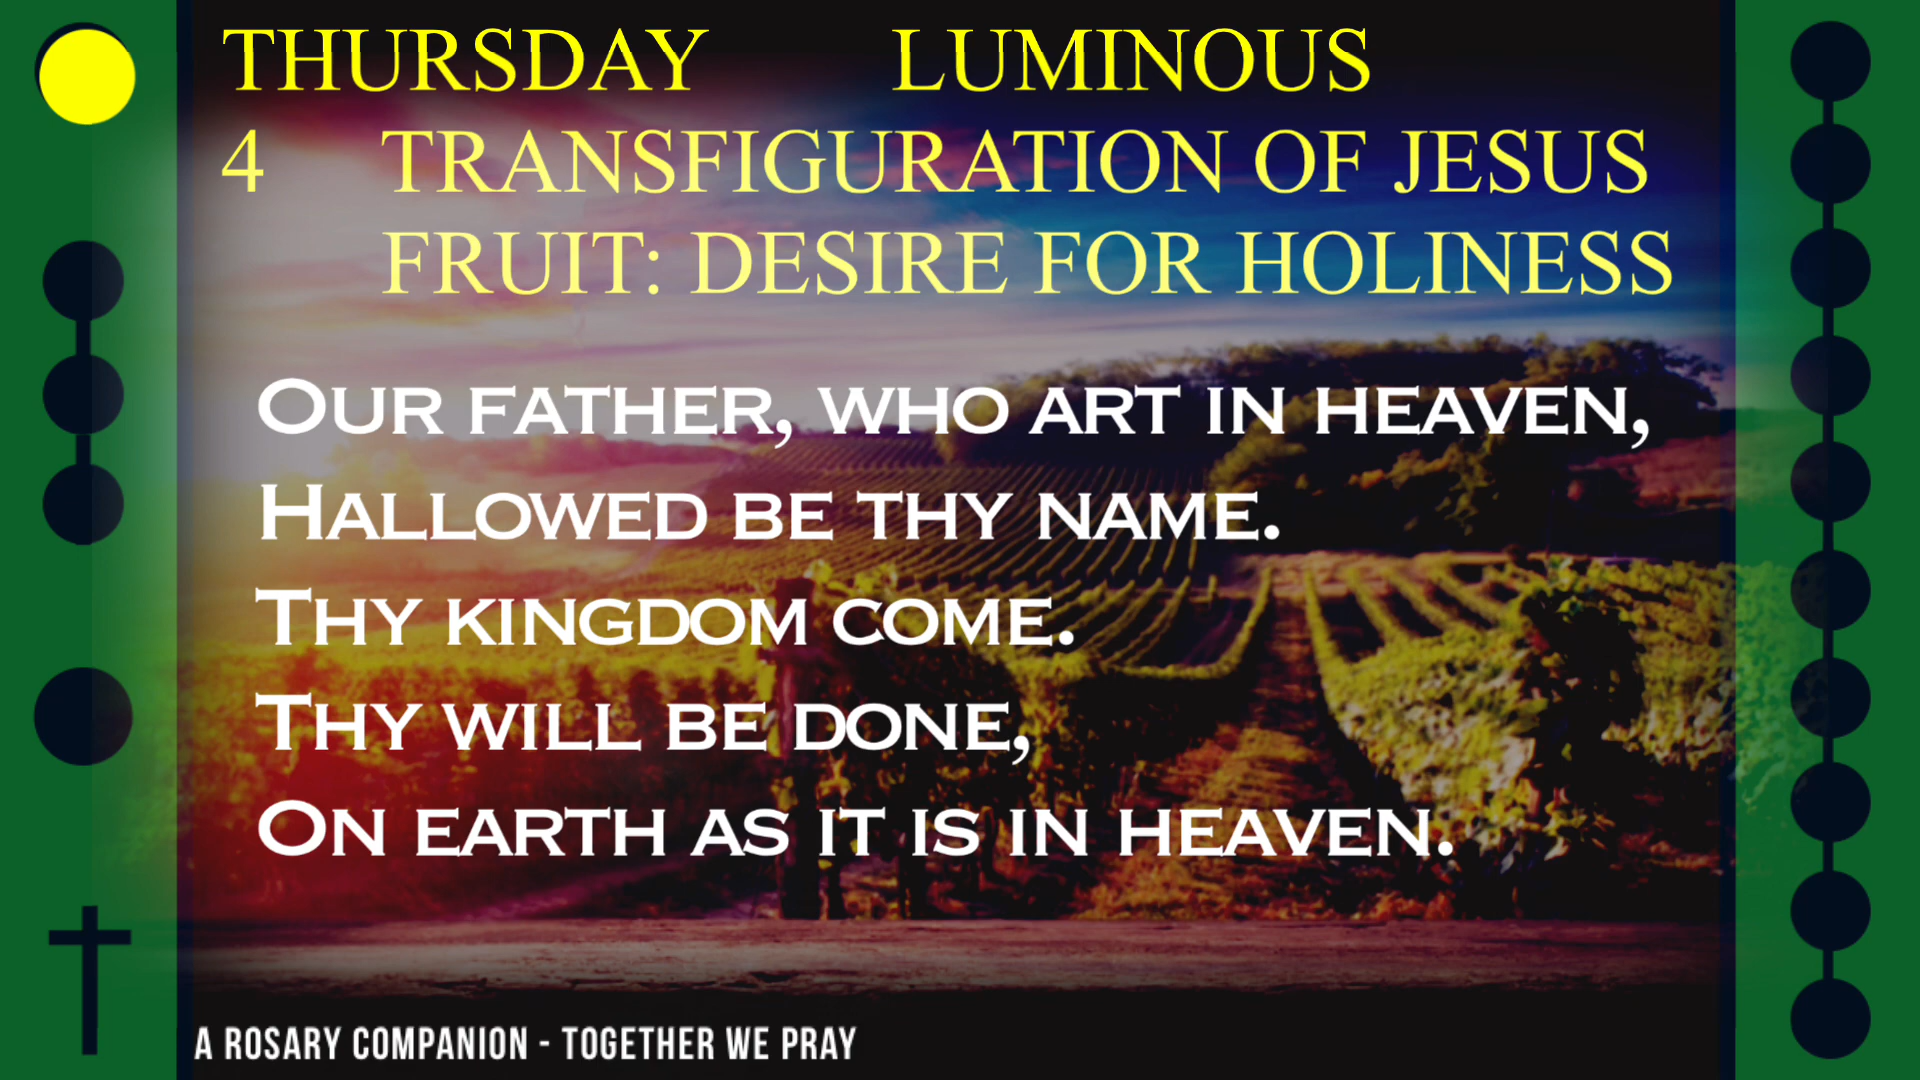 THURSDAY LUMINOUS
4 TRANSFIGURATION OF JESUS
FRUIT: DESIRE FOR HOLINESS
OUR FATHER, WHO ART IN HEAVEN,
HALLOWED BE THY NAME.
THY KINGDOM COME.
THY WILL BE DONE,
ON EARTH AS IT IS IN HEAVEN.
A ROSARY COMPANION - TOGETHER WE PRAY